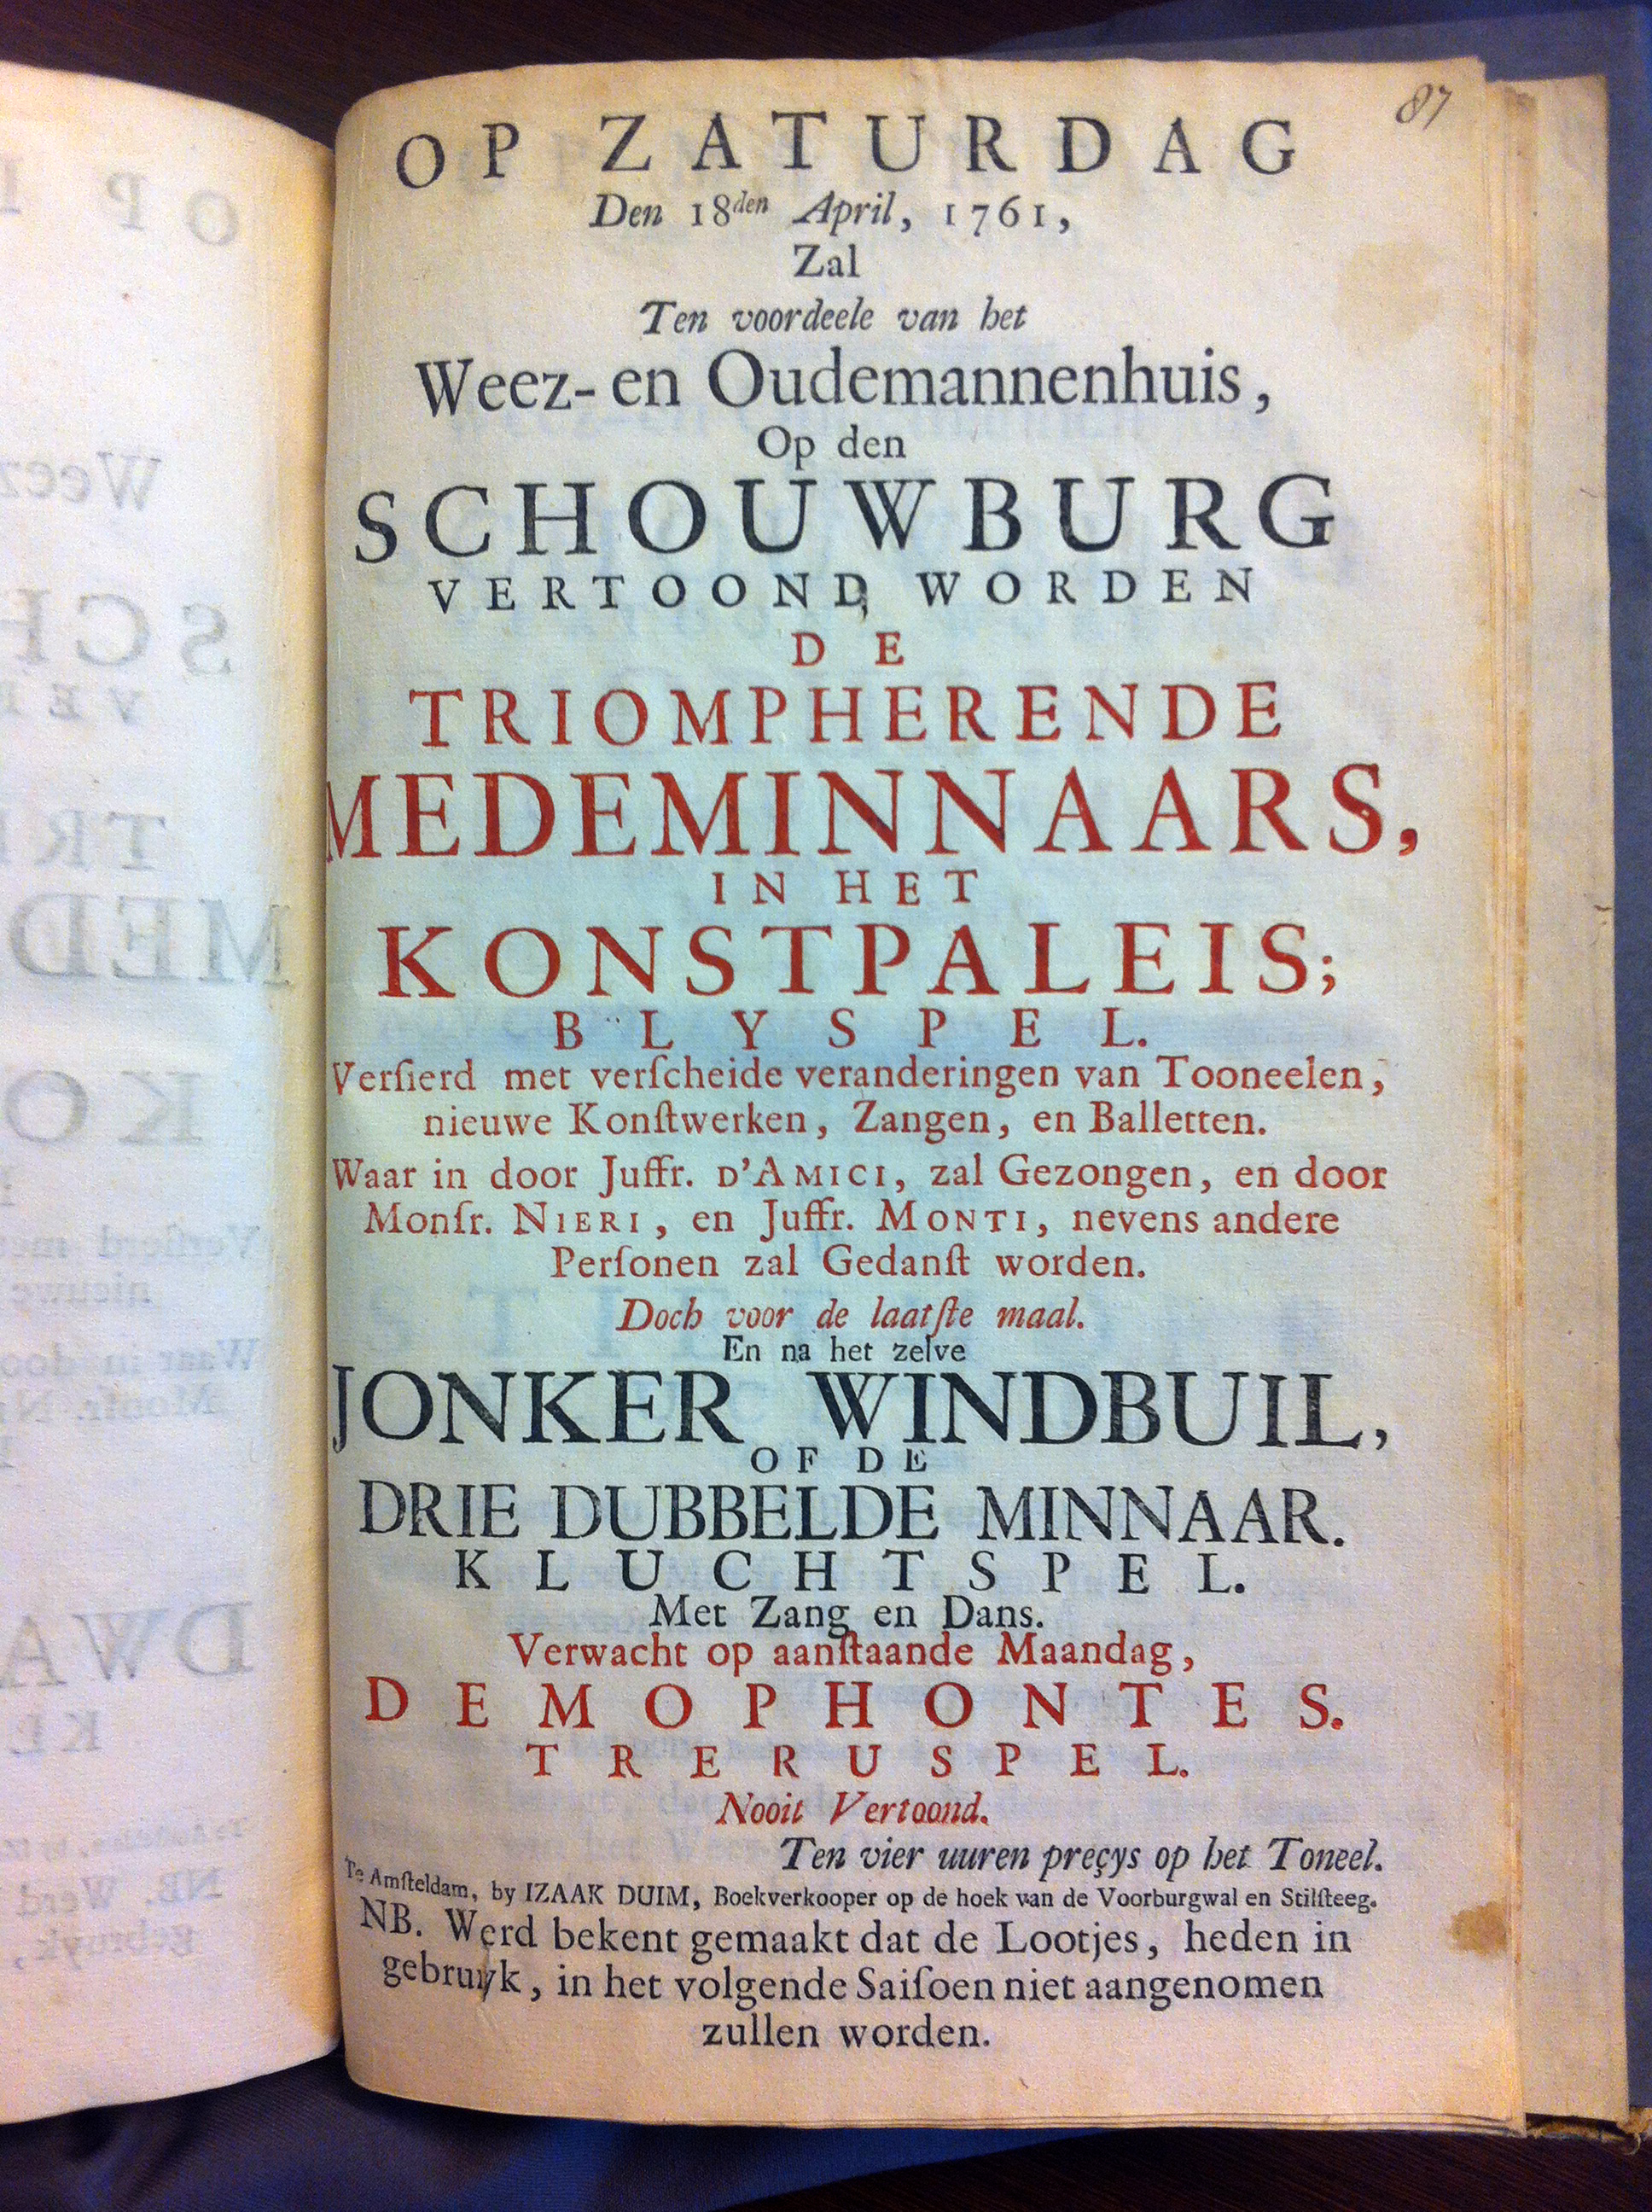 87
OP ZATURDAG
Den 18den April, 1761,
Zal
Ten voordeele van het
Weez- en Oudemannenhuis,
Op den
SCHOUWBURG
VERTOOND WORDEN
DE
TRIOMPHERENDE
MEDEMINNAARS,
IN HET
KONSTPALEIS;
BLYSPEL.
Verſierd met verſcheide veranderingen van Tooneelen,
nieuwe Konſtwerken, Zangen, en Balletten.
Waar in door Juffr. D'AMICI, zal Gezongen, en door
Monſr. NIERI, en Juffr. MONTI, nevens andere
Perſonen zal Gedanſt worden.
Doch voor de laatſte maal.
En na het zelve
JONKER WINDBUIL,
OF DE
DRIE DUBBELDE MINNAAR.
KLUCHTSPEL.
Met Zang en Dans.
Verwacht op aanſtaande Maandag,
DEMOPHONTES.
TRERUSPEL.
Nooit Vertoond.
Ten vier uuren preçys op het Toneel.
Te Amſteldam, by IZAAK DUIM, Boekverkooper op de hoek van de Voorburgwal en Stilſteeg.
NB. Werd bekent gemaakt dat de Lootjes, heden in
gebruyk, in het volgende Saiſoen niet aangenomen
zullen worden.